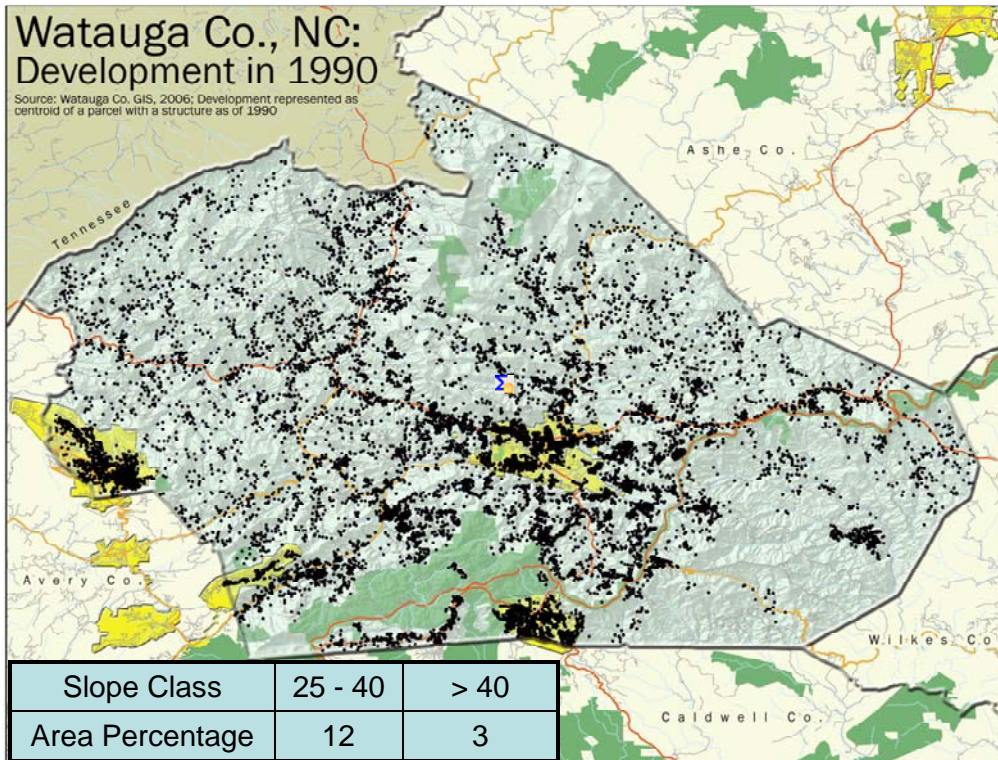 Watauga Co., NC:
Development in 1990
Source: Watauga Co. GIS, 2006; Development represented as
centroid of a parcel with a structure as of 1990
Ashe Co.
Tennessee
Σ
Avery Co.
Wilkes Co
Caldwell Co.
Slope Class 25 - 40 > 40
Area Percentage 12 3